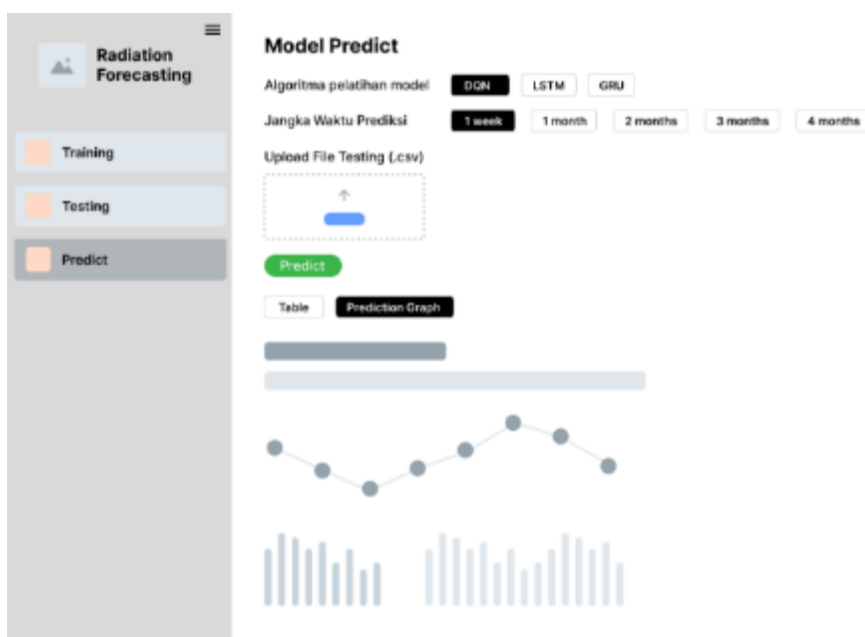 Radiation
Forecasting
Training
Testing
Predict
Model Predict
Algoritma pelatihan model DQN LSTM GRU
Jangka Waktu Prediksi 1 week 1 month 2 months 3 months 4 months
Upload File Testing (.csv)
Predict
Table Prediction Graph